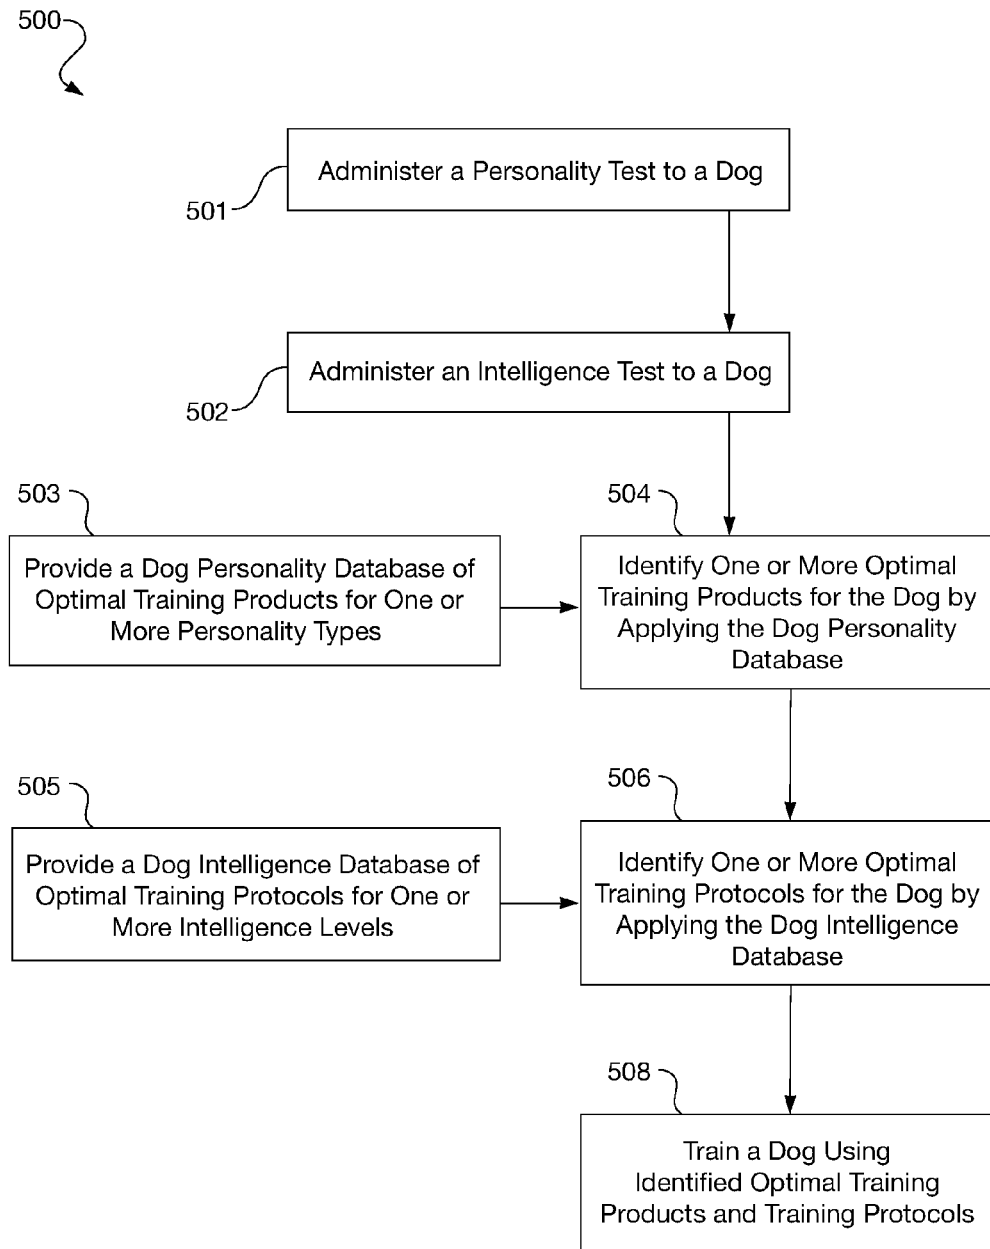 500
Administer a Personality Test to a Dog
501
Administer an Intelligence Test to a Dog
502
503
Provide a Dog Personality Database of
Optimal Training Products for One or
More Personality Types
504
Identify One or More Optimal
Training Products for the Dog by
Applying the Dog Personality
Database
505
Provide a Dog Intelligence Database of
Optimal Training Protocols for One or
More Intelligence Levels
506
Identify One or More Optimal
Training Protocols for the Dog by
Applying the Dog Intelligence
Database
508
Train a Dog Using
Identified Optimal Training
Products and Training Protocols